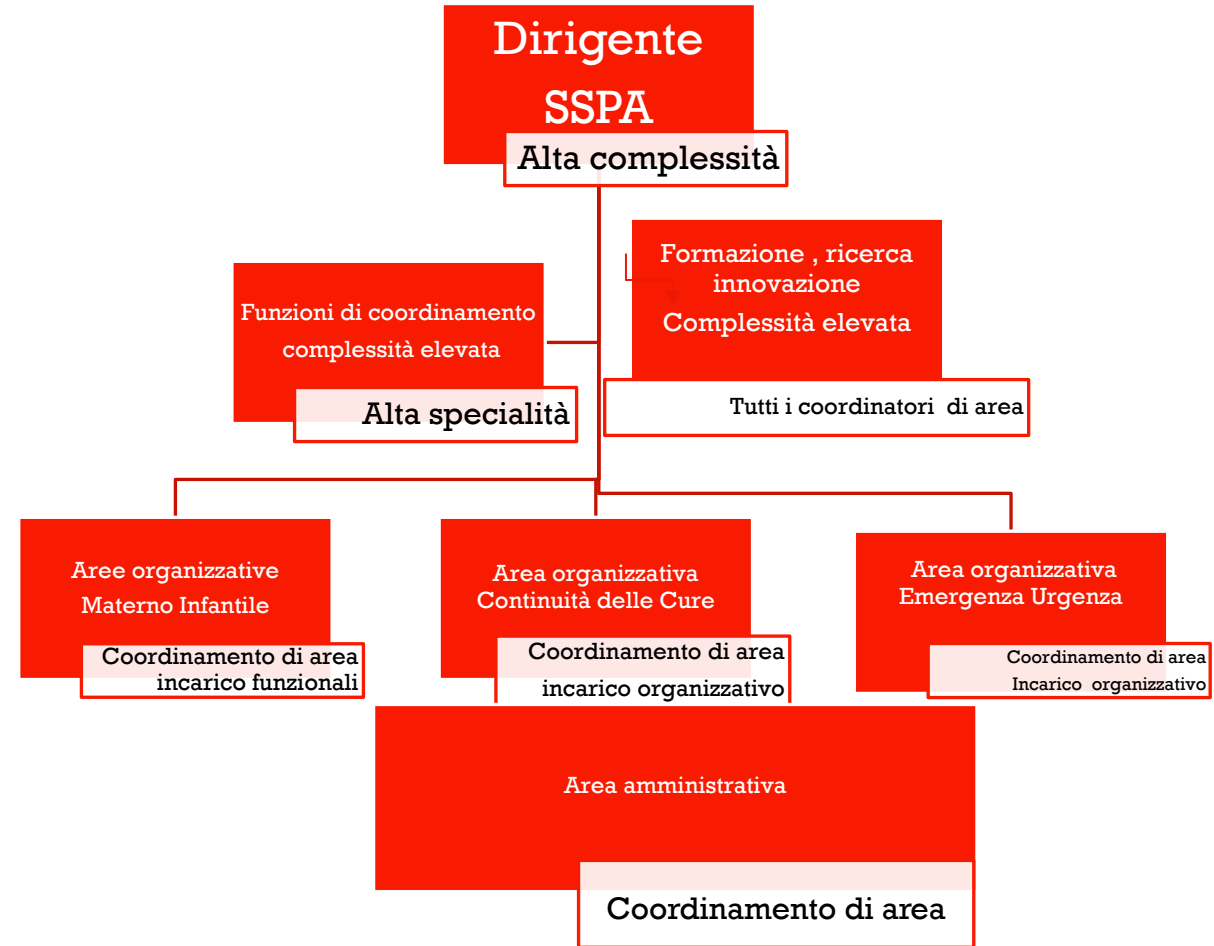 Dirigente
SSPA
Alta complessità
Formazione , ricerca
innovazione
Complessità elevata
Tutti i coordinatori di area
Funzioni di coordinamento
complessità elevata
Alta specialità
Aree organizzative
Materno Infantile
Coordinamento di area
incarico funzionali
Area organizzativa
Continuità delle Cure
Coordinamento di area
incarico organizzativo
Area organizzativa
Emergenza Urgenza
Coordinamento di area
Incarico organizzativo
Area amministrativa
Coordinamento di area